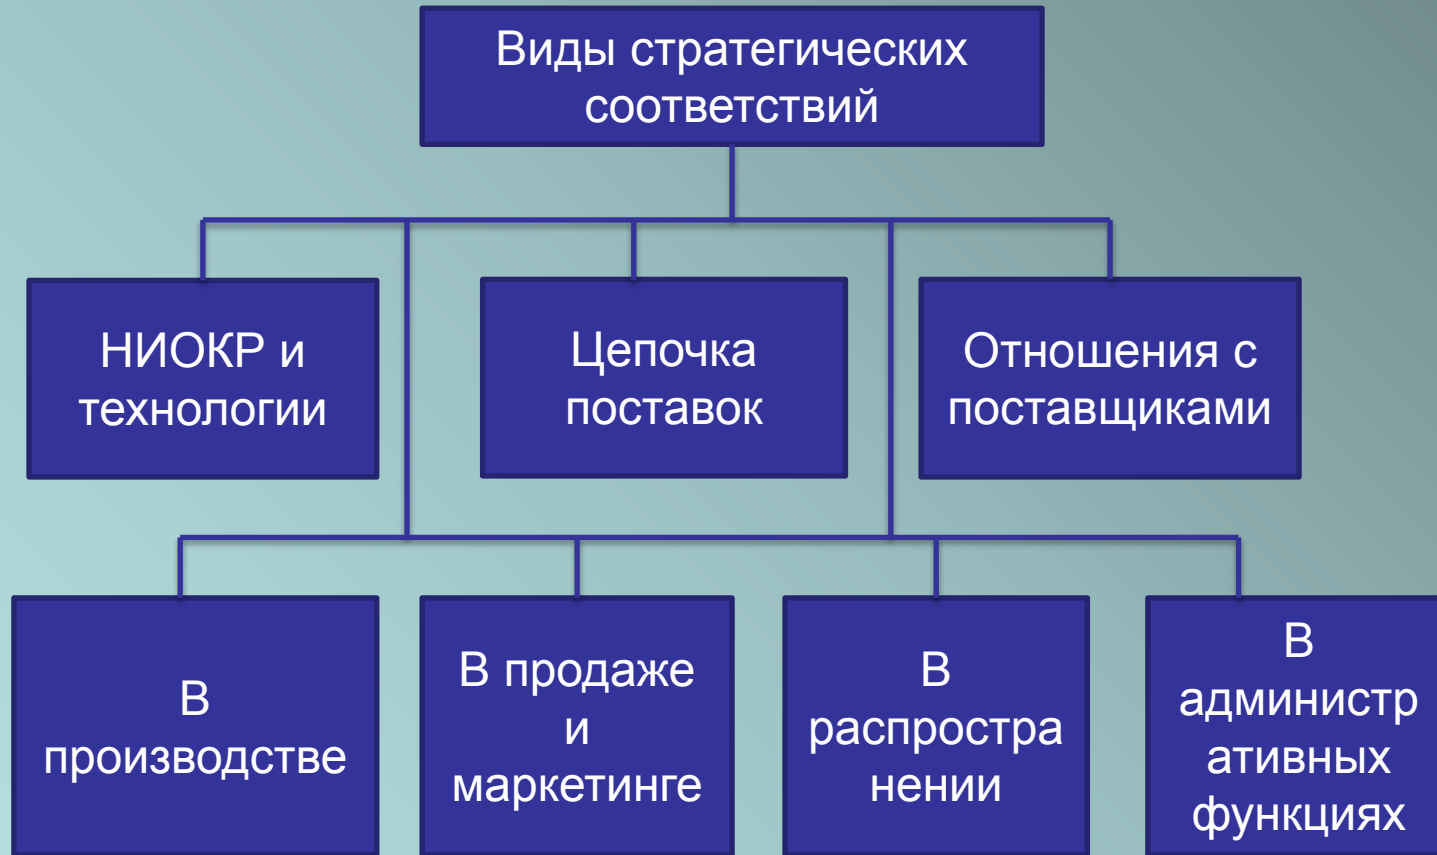 Виды стратегических
соответствий
НИОКР и
технологии
Цепочка
поставок
Отношения с
поставщиками
В
производстве
В продаже
и
маркетинге
В
распростра
нении
В
администр
ативных
функциях